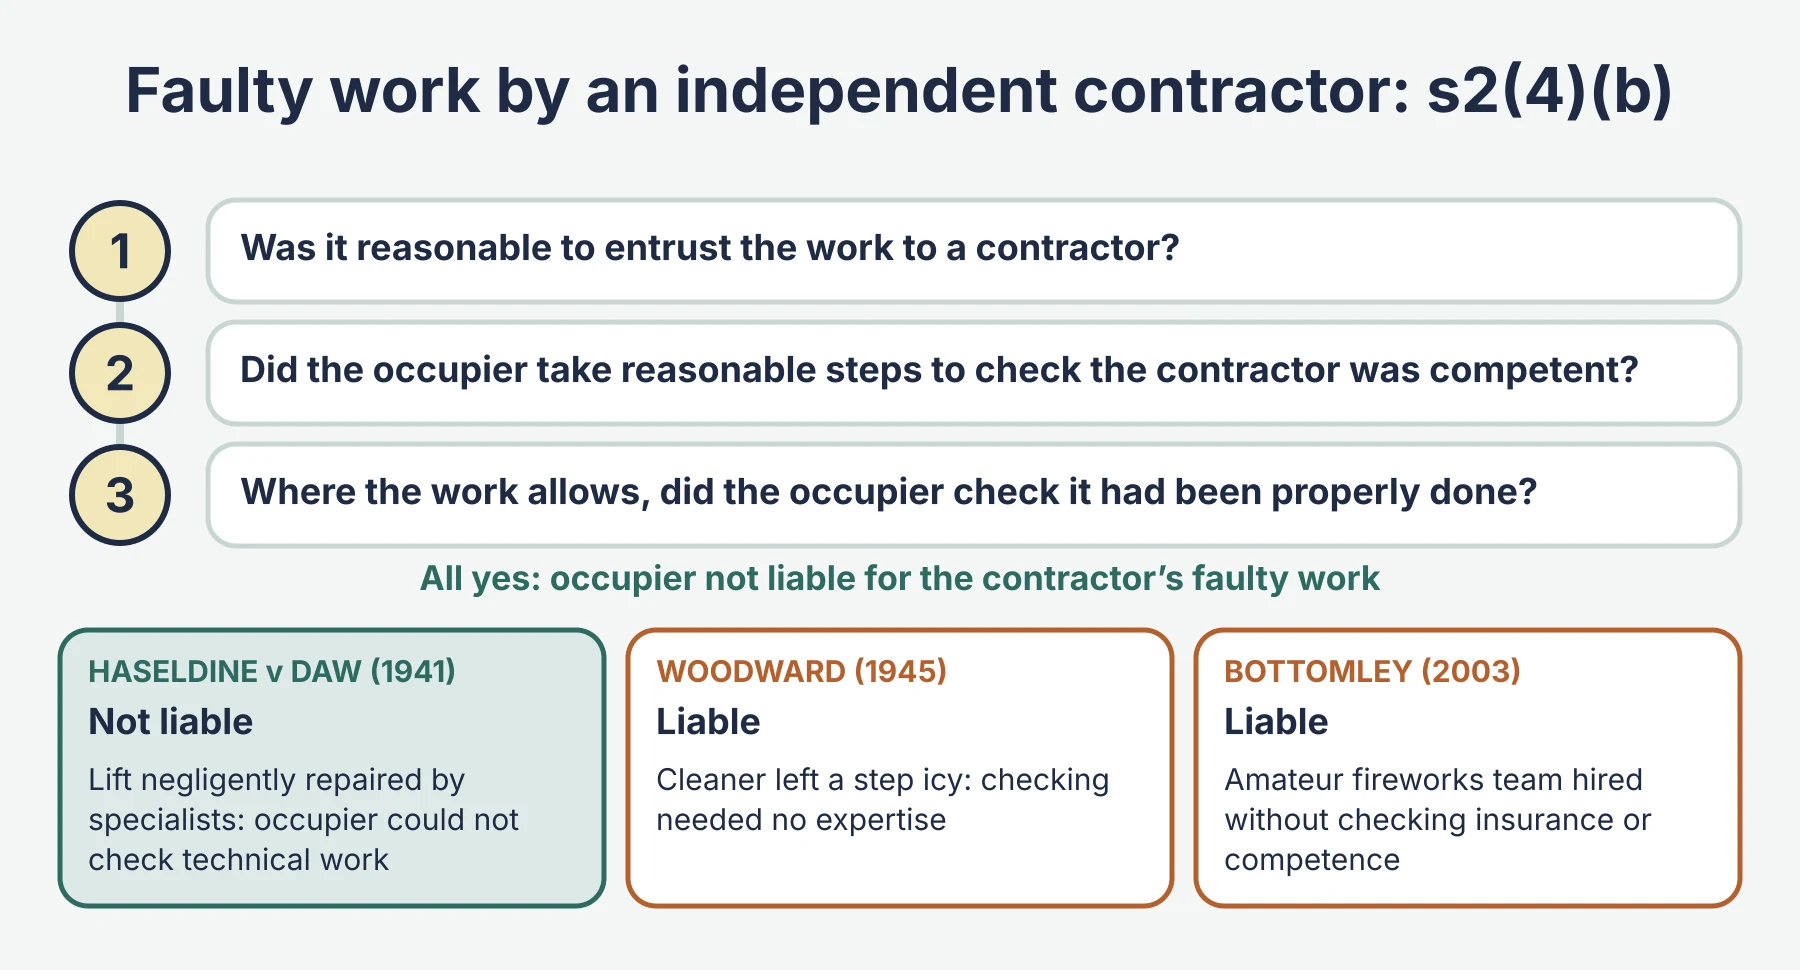 Faulty work by an independent contractor: s2(4)(b)
1
Was it reasonable to entrust the work to a contractor?
2
Did the occupier take reasonable steps to check the contractor was competent?
3
Where the work allows, did the occupier check it had been properly done?
All yes: occupier not liable for the contractor’s faulty work
HASELDINE v DAW (1941)
Not liable
Lift negligently repaired by
specialists: occupier could not
check technical work
WOODWARD (1945)
Liable
Cleaner left a step icy: checking
needed no expertise
BOTTOMLEY (2003)
Liable
Amateur fireworks team hired
without checking insurance or
competence